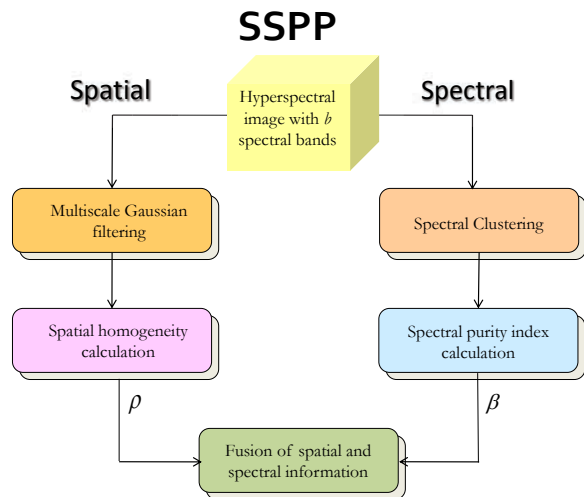 SSPP
Spatial
Spectral
Hyperspectral
image with b
spectral bands
Multiscale Gaussian
filtering
Spectral Clustering
Spatial homogeneity
calculation
Spectral purity index
calculation
ρ
β
Fusion of spatial and
spectral information